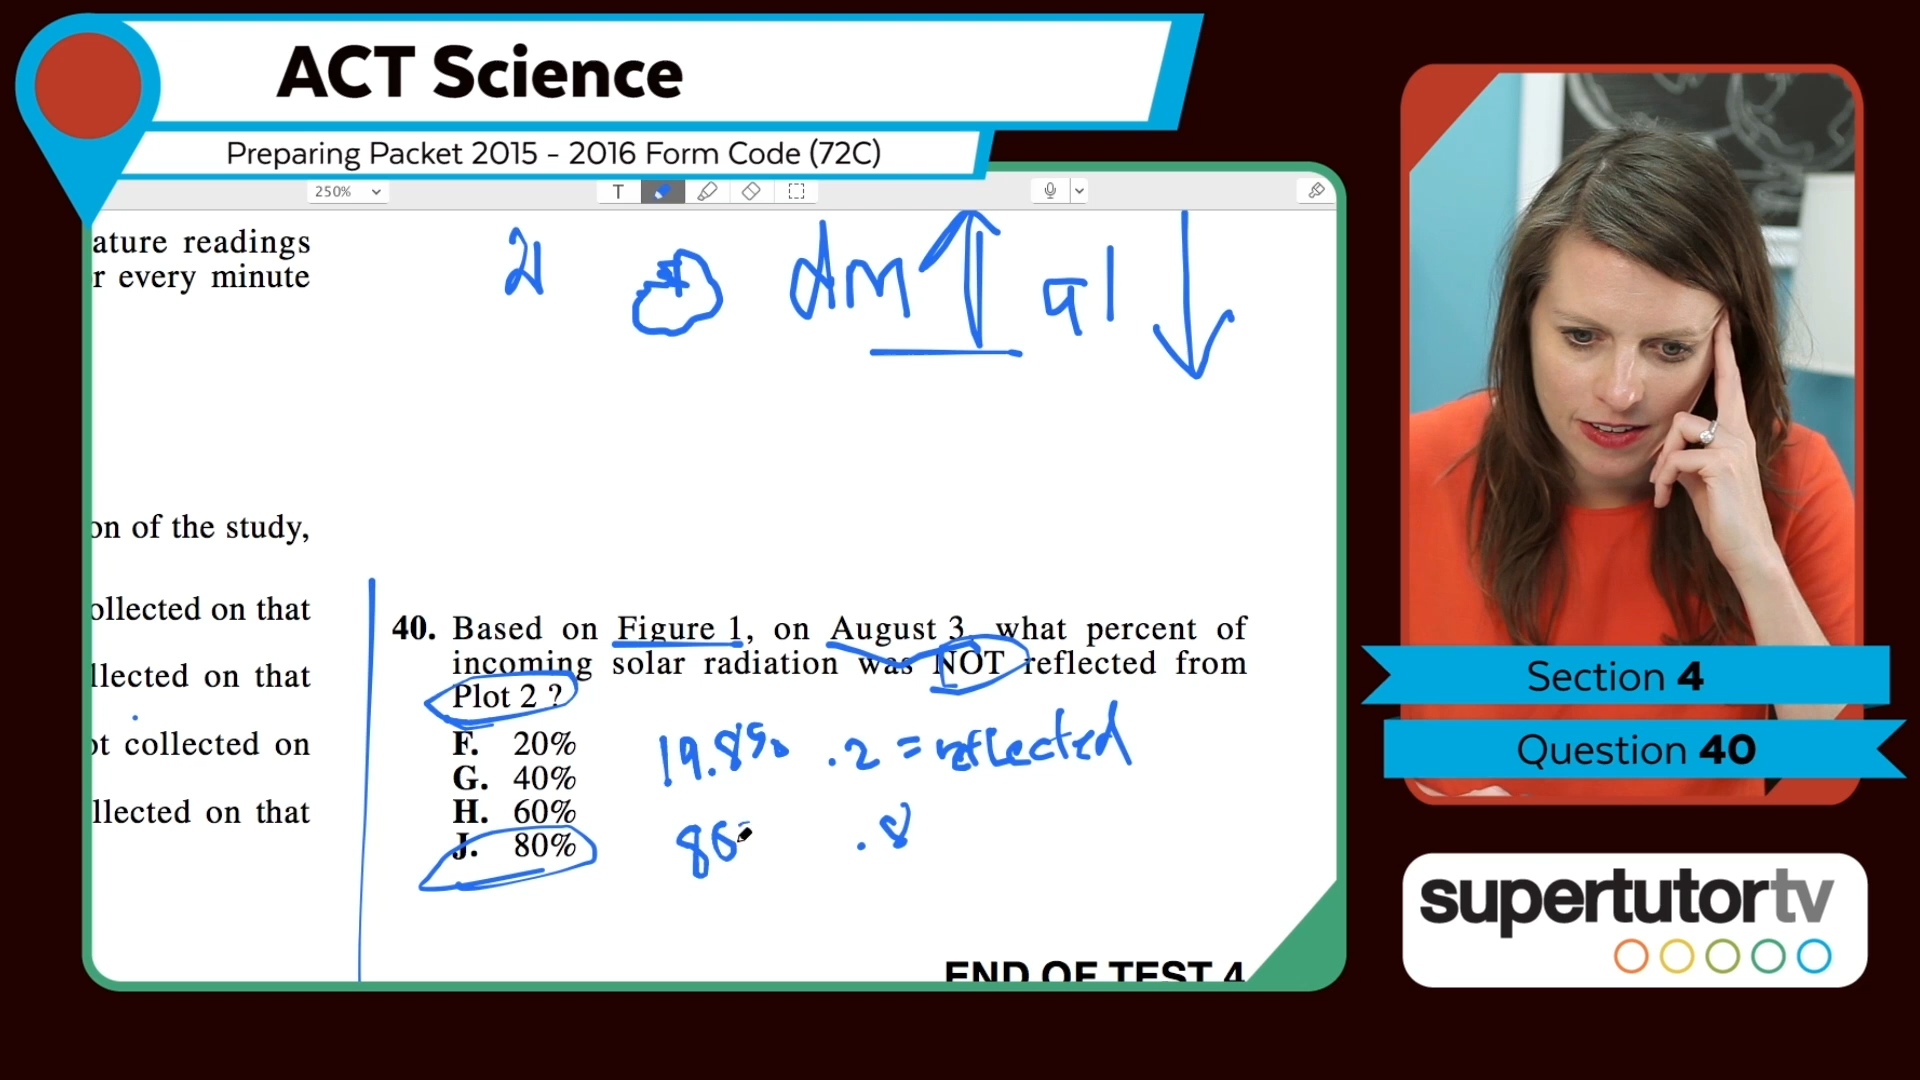 ACT Science
Preparing Packet 2015 - 2016 Form Code (72C)
250%
T
ature readings
r every minute
2
dm
al
on of the study,
ollected on that
llected on that
ot collected on
llected on that
40. Based on Figure 1, on August 3, what percent of
incoming solar radiation was NOT reflected from
Plot 2 ?
F. 20%
G. 40%
H. 60%
J. 80%
19.8% .2 = reflected
.8
END OF TEST 4
Section 4
Question 40
supertutortv